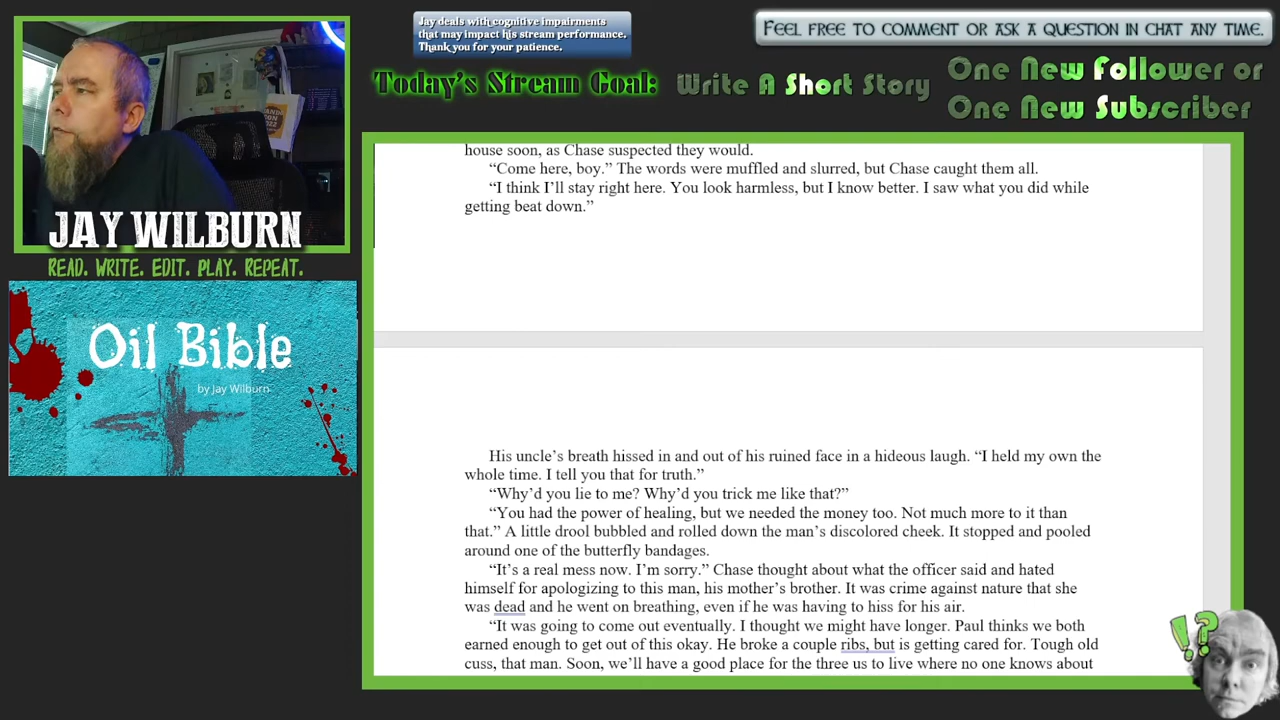 Jay deals with cognitive impairments
that may impact his stream performance.
Thank you for your patience.
Feel free to comment or ask a question in chat any time.
Today's Stream Goal:
Write A Short Story
One New Follower or
One New Subscriber
JAY WILBURN
READ. WRITE. EDIT. PLAY. REPEAT.
Oil Bible
by Jay Wilburn
house soon, as Chase suspected they would.
“Come here, boy.” The words were muffled and slurred, but Chase caught them all.
“I think I’ll stay right here. You look harmless, but I know better. I saw what you did while
getting beat down.”
His uncle’s breath hissed in and out of his ruined face in a hideous laugh. “I held my own the
whole time. I tell you that for truth.”
“Why’d you lie to me? Why’d you trick me like that?”
“You had the power of healing, but we needed the money too. Not much more to it than
that.” A little drool bubbled and rolled down the man’s discolored cheek. It stopped and pooled
around one of the butterfly bandages.
“It’s a real mess now. I’m sorry.” Chase thought about what the officer said and hated
himself for apologizing to this man, his mother’s brother. It was crime against nature that she
was dead and he went on breathing, even if he was having to hiss for his air.
“It was going to come out eventually. I thought we might have longer. Paul thinks we both
earned enough to get out of this okay. He broke a couple ribs, but is getting cared for. Tough old
cuss, that man. Soon, we’ll have a good place for the three us to live where no one knows about
!?